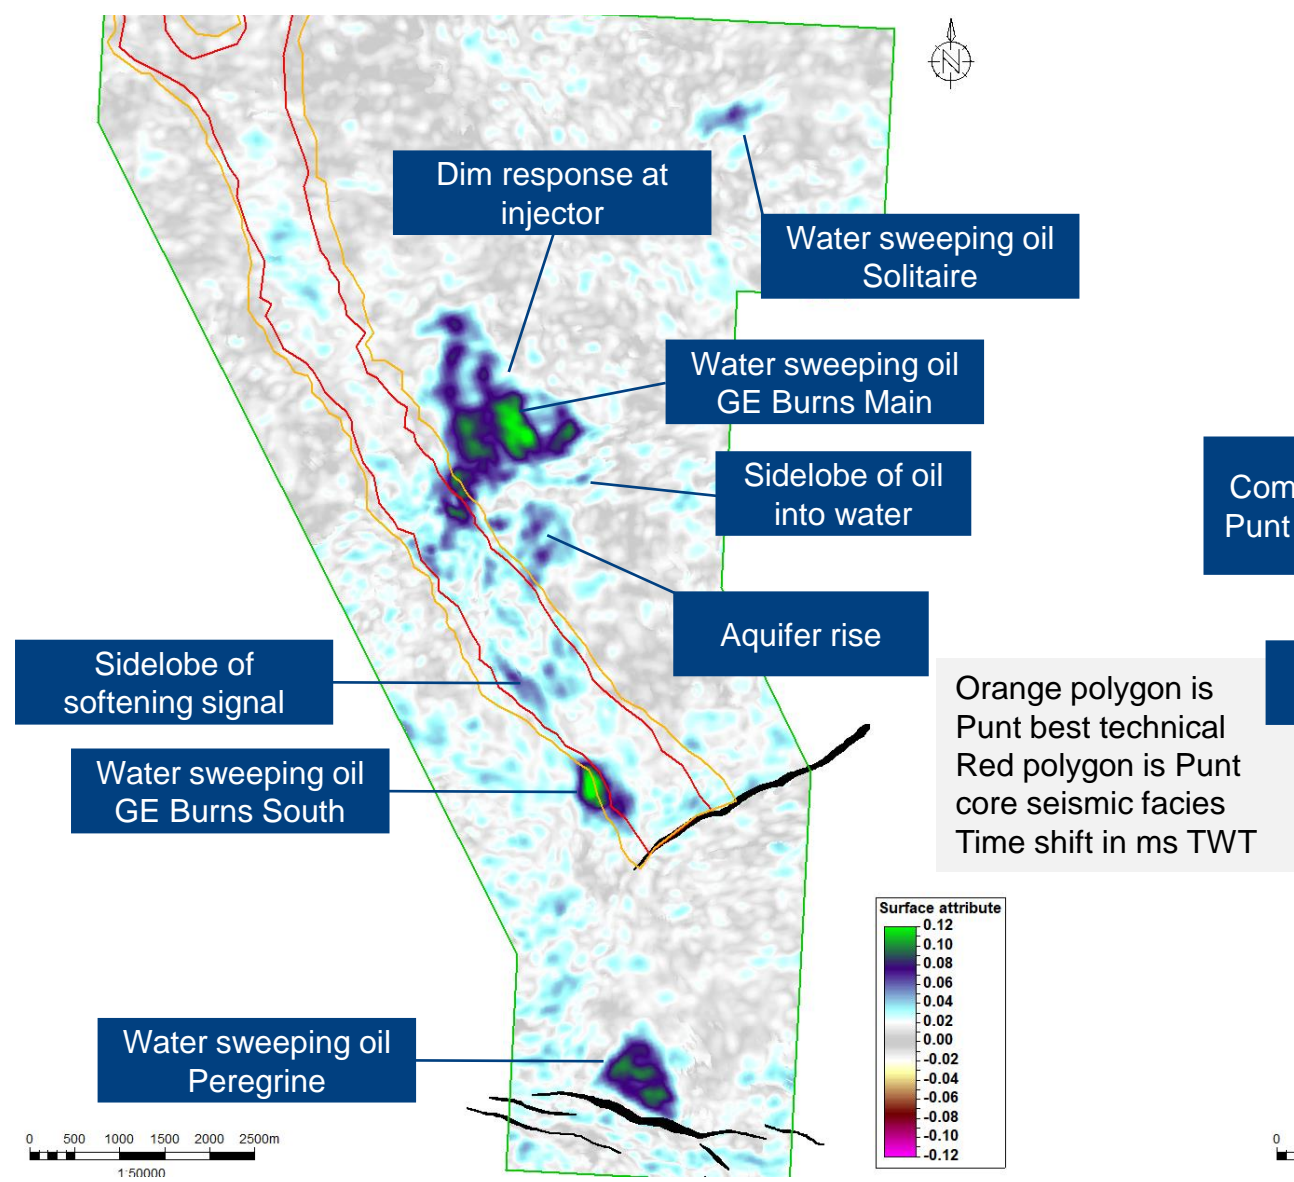 N
Dim response at
injector
Water sweeping oil
Solitaire
Water sweeping oil
GE Burns Main
Sidelobe of oil
into water
Com
Punt
Aquifer rise
Sidelobe of
softening signal
Orange polygon is
Punt best technical
Red polygon is Punt
core seismic facies
Time shift in ms TWT
Water sweeping oil
GE Burns South
Surface attribute
0.12
0.10
0.08
0.06
0.04
0.02
0.00
-0.02
-0.04
-0.06
-0.08
-0.10
-0.12
Water sweeping oil
Peregrine
0 500 1000 1500 2000 2500m
1:50000
0